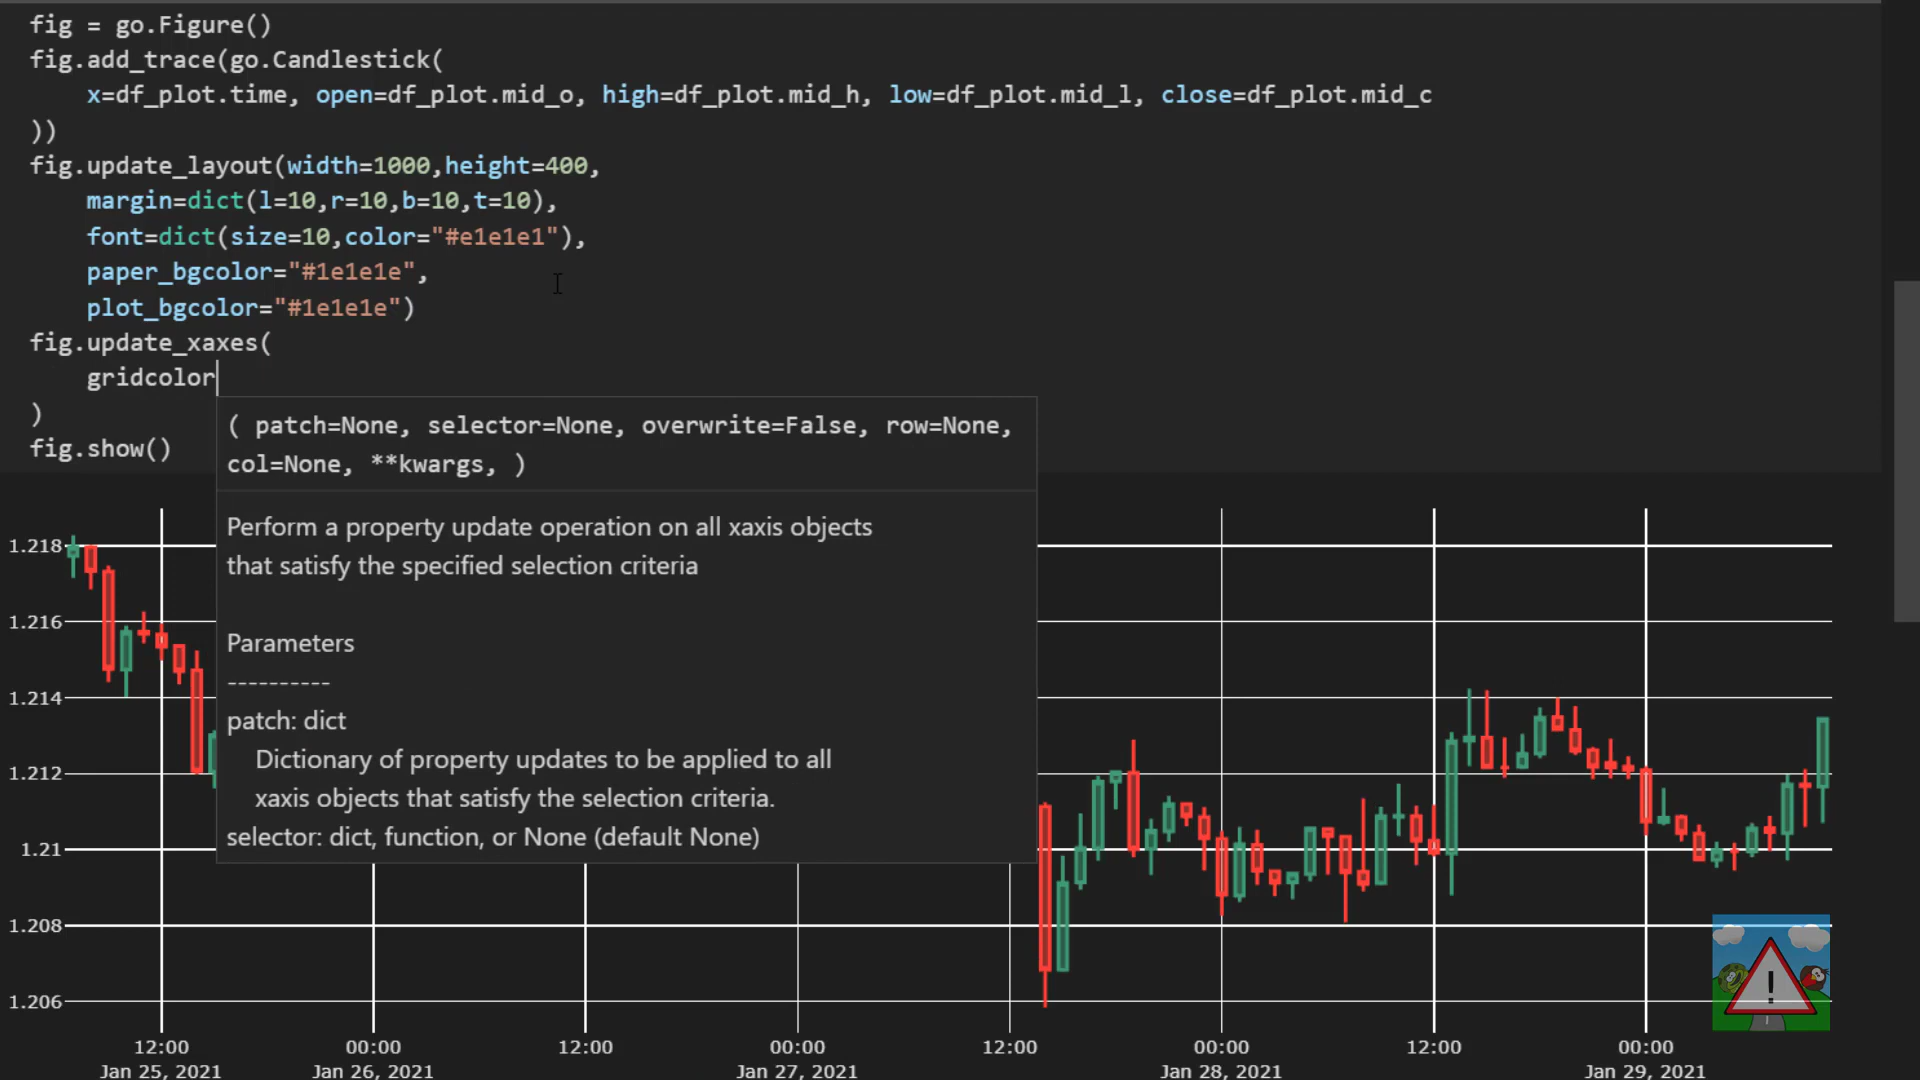 fig = go.Figure()
fig.add_trace(go.Candlestick(
    x=df_plot.time, open=df_plot.mid_o, high=df_plot.mid_h, low=df_plot.mid_l, close=df_plot.mid_c
))
fig.update_layout(width=1000,height=400,
    margin=dict(l=10,r=10,b=10,t=10),
    font=dict(size=10,color="#e1e1e1"),
    paper_bgcolor="#1e1e1e",
    plot_bgcolor="#1e1e1e")
fig.update_xaxes(
    gridcolor
)
fig.show()
( patch=None, selector=None, overwrite=False, row=None,
col=None, **kwargs, )
Perform a property update operation on all xaxis objects
that satisfy the specified selection criteria
Parameters
----------
patch: dict
    Dictionary of property updates to be applied to all
    xaxis objects that satisfy the selection criteria.
selector: dict, function, or None (default None)
1.218
1.216
1.214
1.212
1.21
1.208
1.206
12:00 00:00 12:00 00:00 12:00 00:00 12:00 00:00
Jan 25, 2021 Jan 26, 2021 Jan 27, 2021 Jan 28, 2021 Jan 29, 2021
!